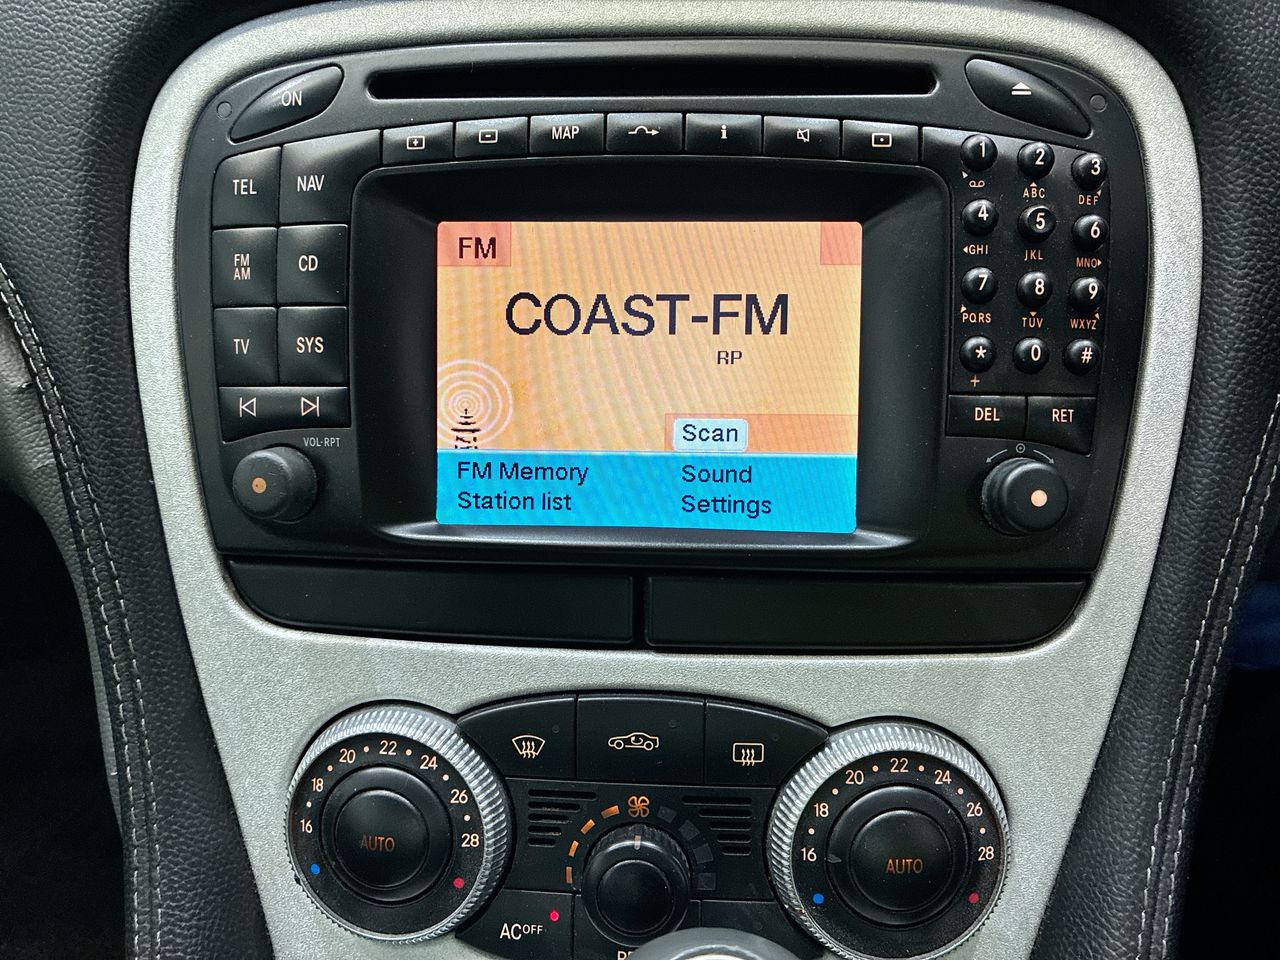 ON
MAP
i
TEL
NAV
FM
AM
CD
TV
SYS
VOL-RPT
1
2
ABC
3
DEF
4
GHI
5
JKL
6
MNO
7
PQRS
8
TUV
9
WXYZ
*
+
0
#
DEL
RET
FM
COAST-FM
RP
Scan
FM Memory
Sound
Station list
Settings
16 18 20 22 24 26 28
AUTO
16 18 20 22 24 26 28
AUTO
AC OFF